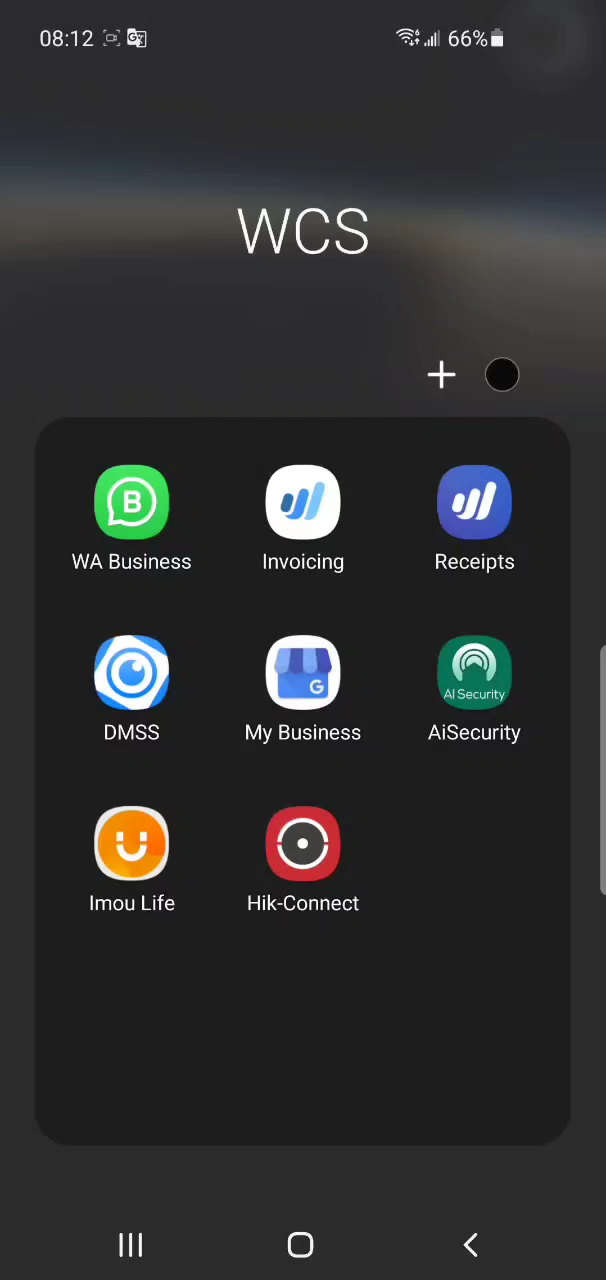 08:12 66%
WCS
WA Business Invoicing Receipts
AI Security
DMSS My Business AiSecurity
Imou Life Hik-Connect